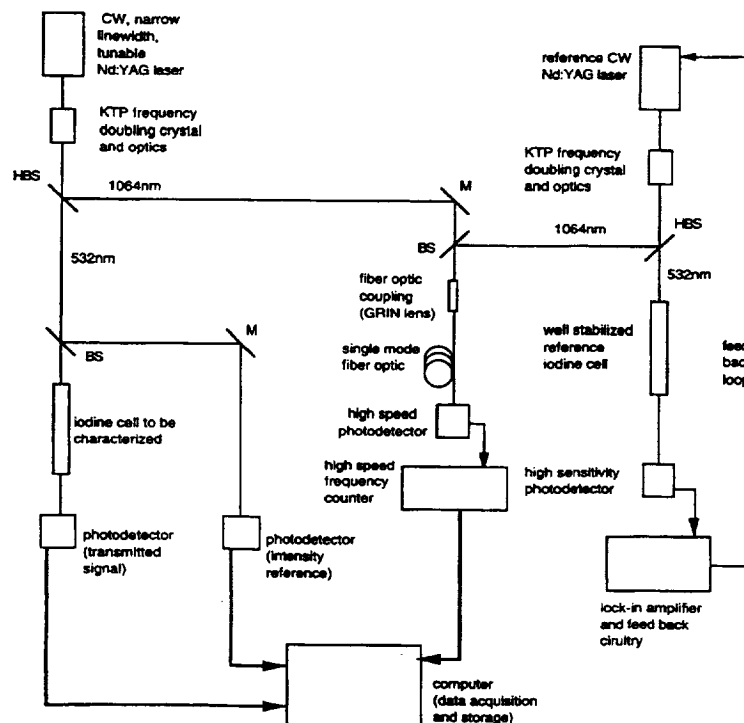 CW, narrow
linewidth,
tunable
Nd:YAG laser
reference CW
Nd:YAG laser
KTP frequency
doubling crystal
and optics
KTP frequency
doubling crystal
and optics
HBS
1064nm
M
HBS
1064nm
BS
532nm
532nm
fiber optic
coupling
(GRIN lens)
M
BS
single mode
fiber optic
well stabilized
reference
iodine cell
feed
back
loop
iodine cell to be
characterized
high speed
photodetector
high speed
frequency
counter
high sensitivity
photodetector
photodetector
(transmitted
signal)
photodetector
(intensity
reference)
lock-in amplifier
and feed back
ciruitry
computer
(data acquisition
and storage)